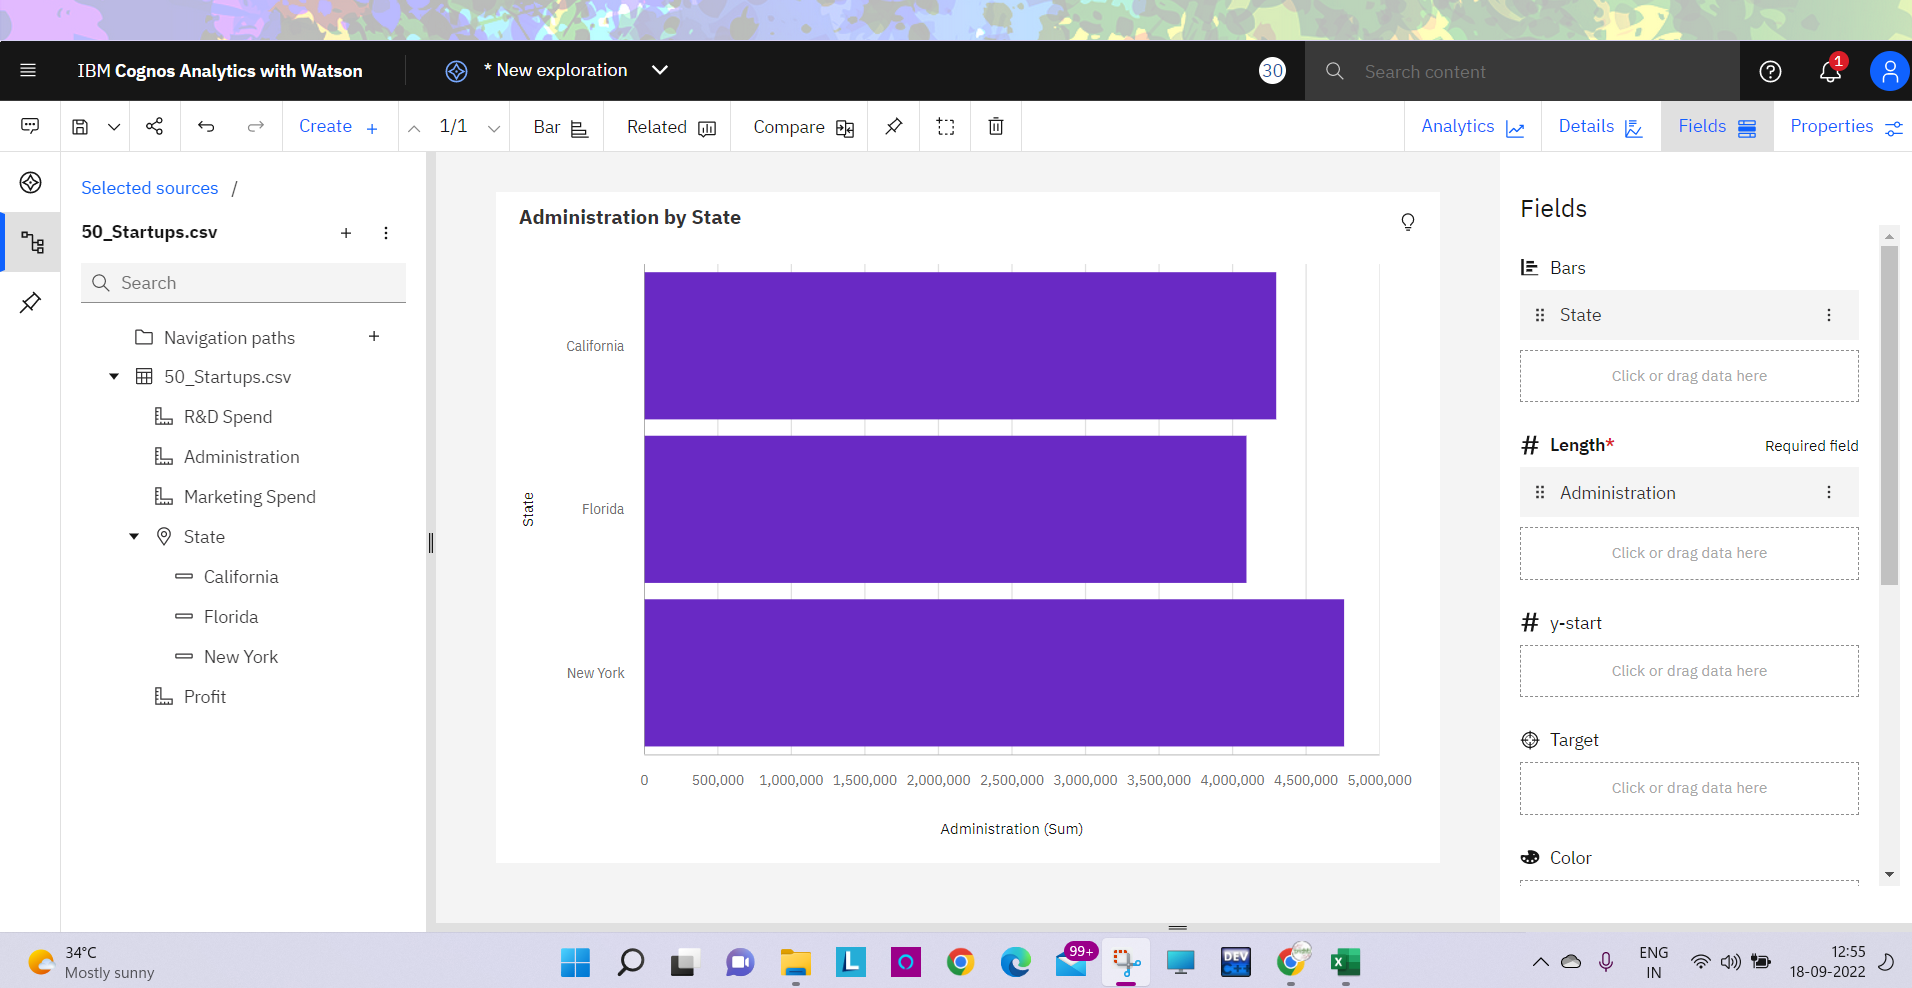 IBM Cognos Analytics with Watson
* New exploration
30
Search content
1
Create +
1/1
Bar
Related
Compare
Analytics
Details
Fields
Properties
Selected sources /
50_Startups.csv
Search
Navigation paths
50_Startups.csv
R&D Spend
Administration
Marketing Spend
State
California
Florida
New York
Profit
Administration by State
State
California
Florida
New York
0 500,000 1,000,000 1,500,000 2,000,000 2,500,000 3,000,000 3,500,000 4,000,000 4,500,000 5,000,000
Administration (Sum)
Fields
Bars
State
Click or drag data here
Length* Required field
Administration
Click or drag data here
y-start
Click or drag data here
Target
Click or drag data here
Color
34°C
Mostly sunny
L
99+
DEV
C++
X
ENG
IN
12:55
18-09-2022